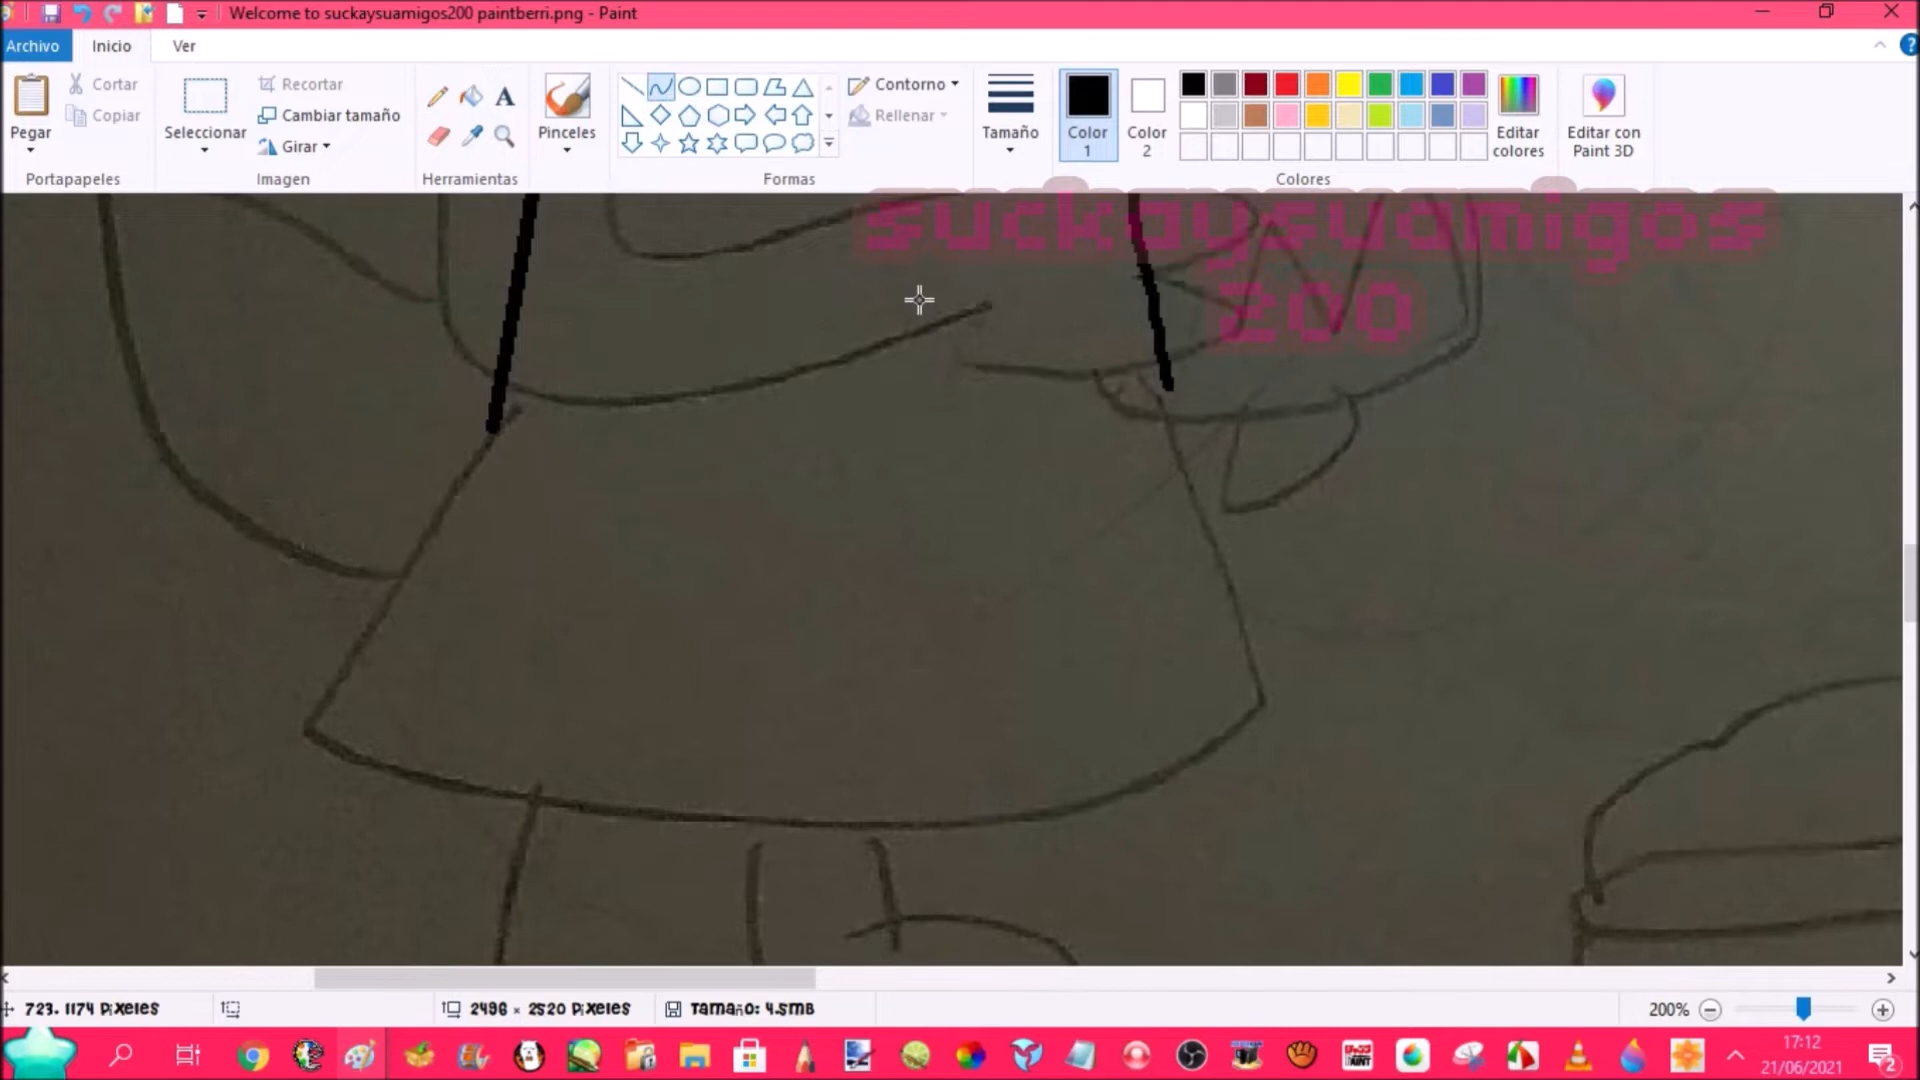 Welcome to suckaysuamigos200 paintberri.png - Paint
Archivo Inicio Ver
Pegar
Cortar
Copiar
Portapapeles
Seleccionar
Recortar
Cambiar tamaño
Girar
Imagen
A
Herramientas
Pinceles
Formas
Contorno
Rellenar
Tamaño
Color 1
Color 2
Editar colores
Colores
Editar con Paint 3D
suckaysuamigos
200
723, 1174 Píxeles
2496 × 2520 Píxeles
Tamaño: 4.5MB
200%
17:12
21/06/2021
2